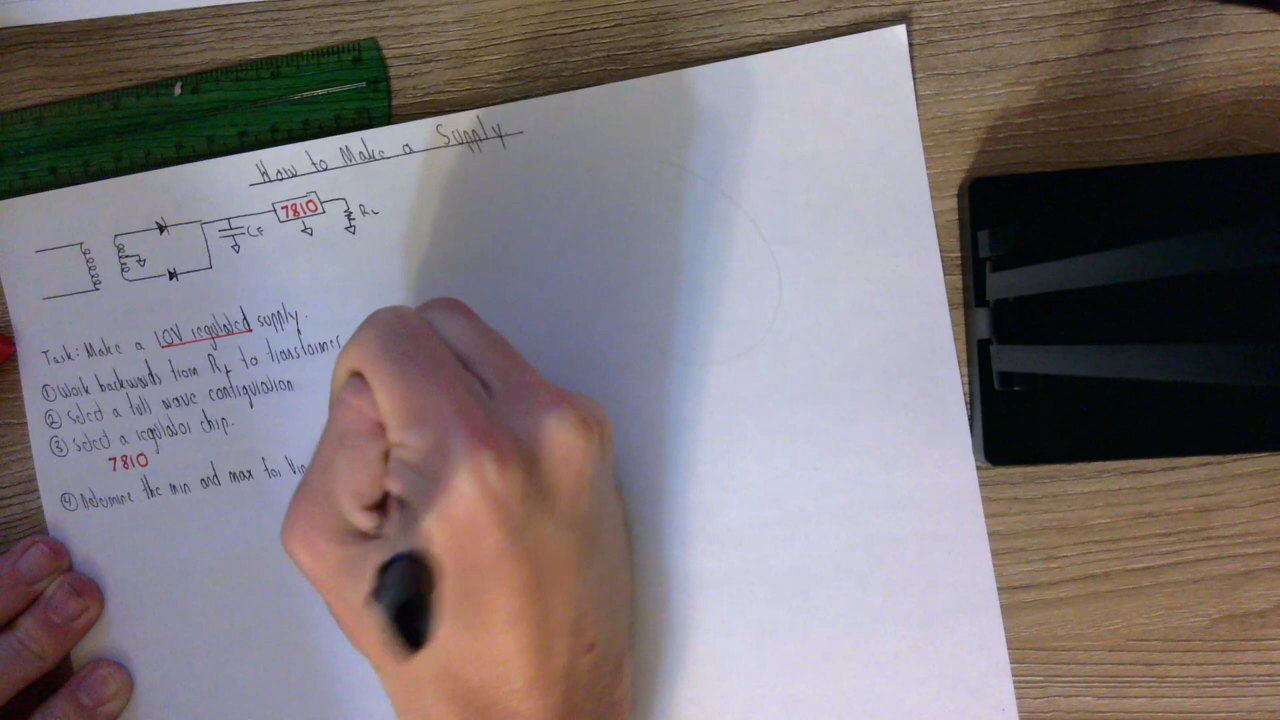 How to Make a Supply
7810
CF
RL
Task: Make a 10V regulated supply.
① Work backwards from RL to transformer
② Select a full wave configuration
③ Select a regulator chip.
7810
④ Determine the min and max for Vin